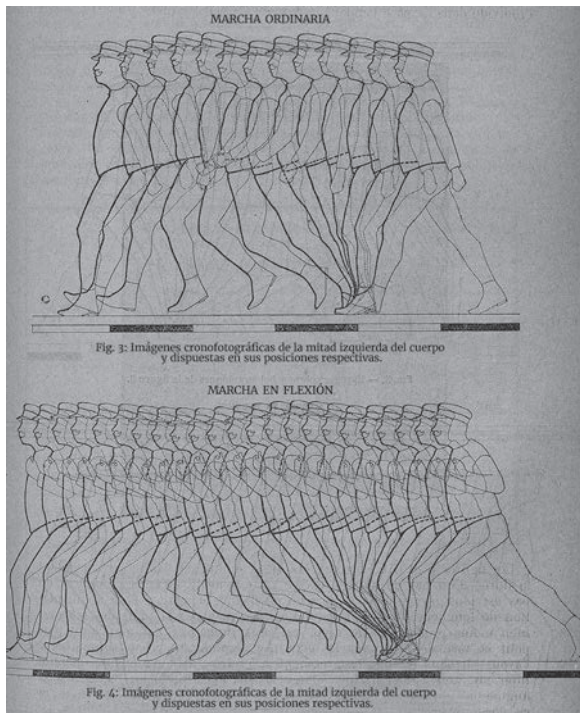 MARCHA ORDINARIA
Fig. 3: Imágenes cronofotográficas de la mitad izquierda del cuerpo
y dispuestas en sus posiciones respectivas.
MARCHA EN FLEXIÓN
Fig. 4: Imágenes cronofotográficas de la mitad izquierda del cuerpo
y dispuestas en sus posiciones respectivas.